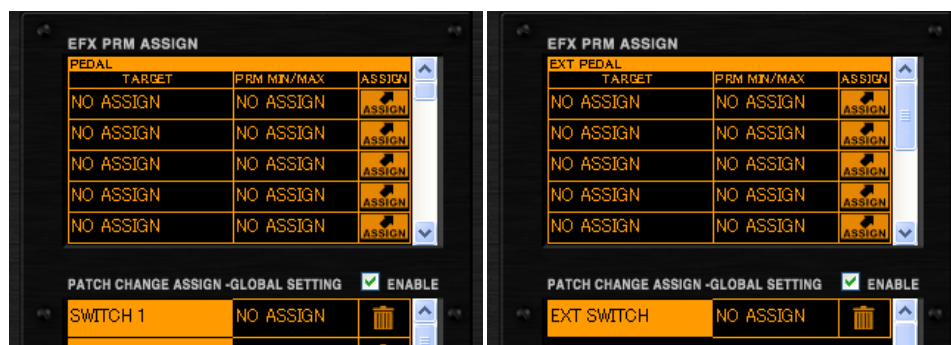 EFX PRM ASSIGN
PEDAL
TARGET PRM MIN/MAX ASSIGN
NO ASSIGN NO ASSIGN ASSIGN
NO ASSIGN NO ASSIGN ASSIGN
NO ASSIGN NO ASSIGN ASSIGN
NO ASSIGN NO ASSIGN ASSIGN
NO ASSIGN NO ASSIGN ASSIGN
PATCH CHANGE ASSIGN -GLOBAL SETTING ENABLE
SWITCH 1 NO ASSIGN
EFX PRM ASSIGN
EXT PEDAL
TARGET PRM MIN/MAX ASSIGN
NO ASSIGN NO ASSIGN ASSIGN
NO ASSIGN NO ASSIGN ASSIGN
NO ASSIGN NO ASSIGN ASSIGN
NO ASSIGN NO ASSIGN ASSIGN
NO ASSIGN NO ASSIGN ASSIGN
PATCH CHANGE ASSIGN -GLOBAL SETTING ENABLE
EXT SWITCH NO ASSIGN